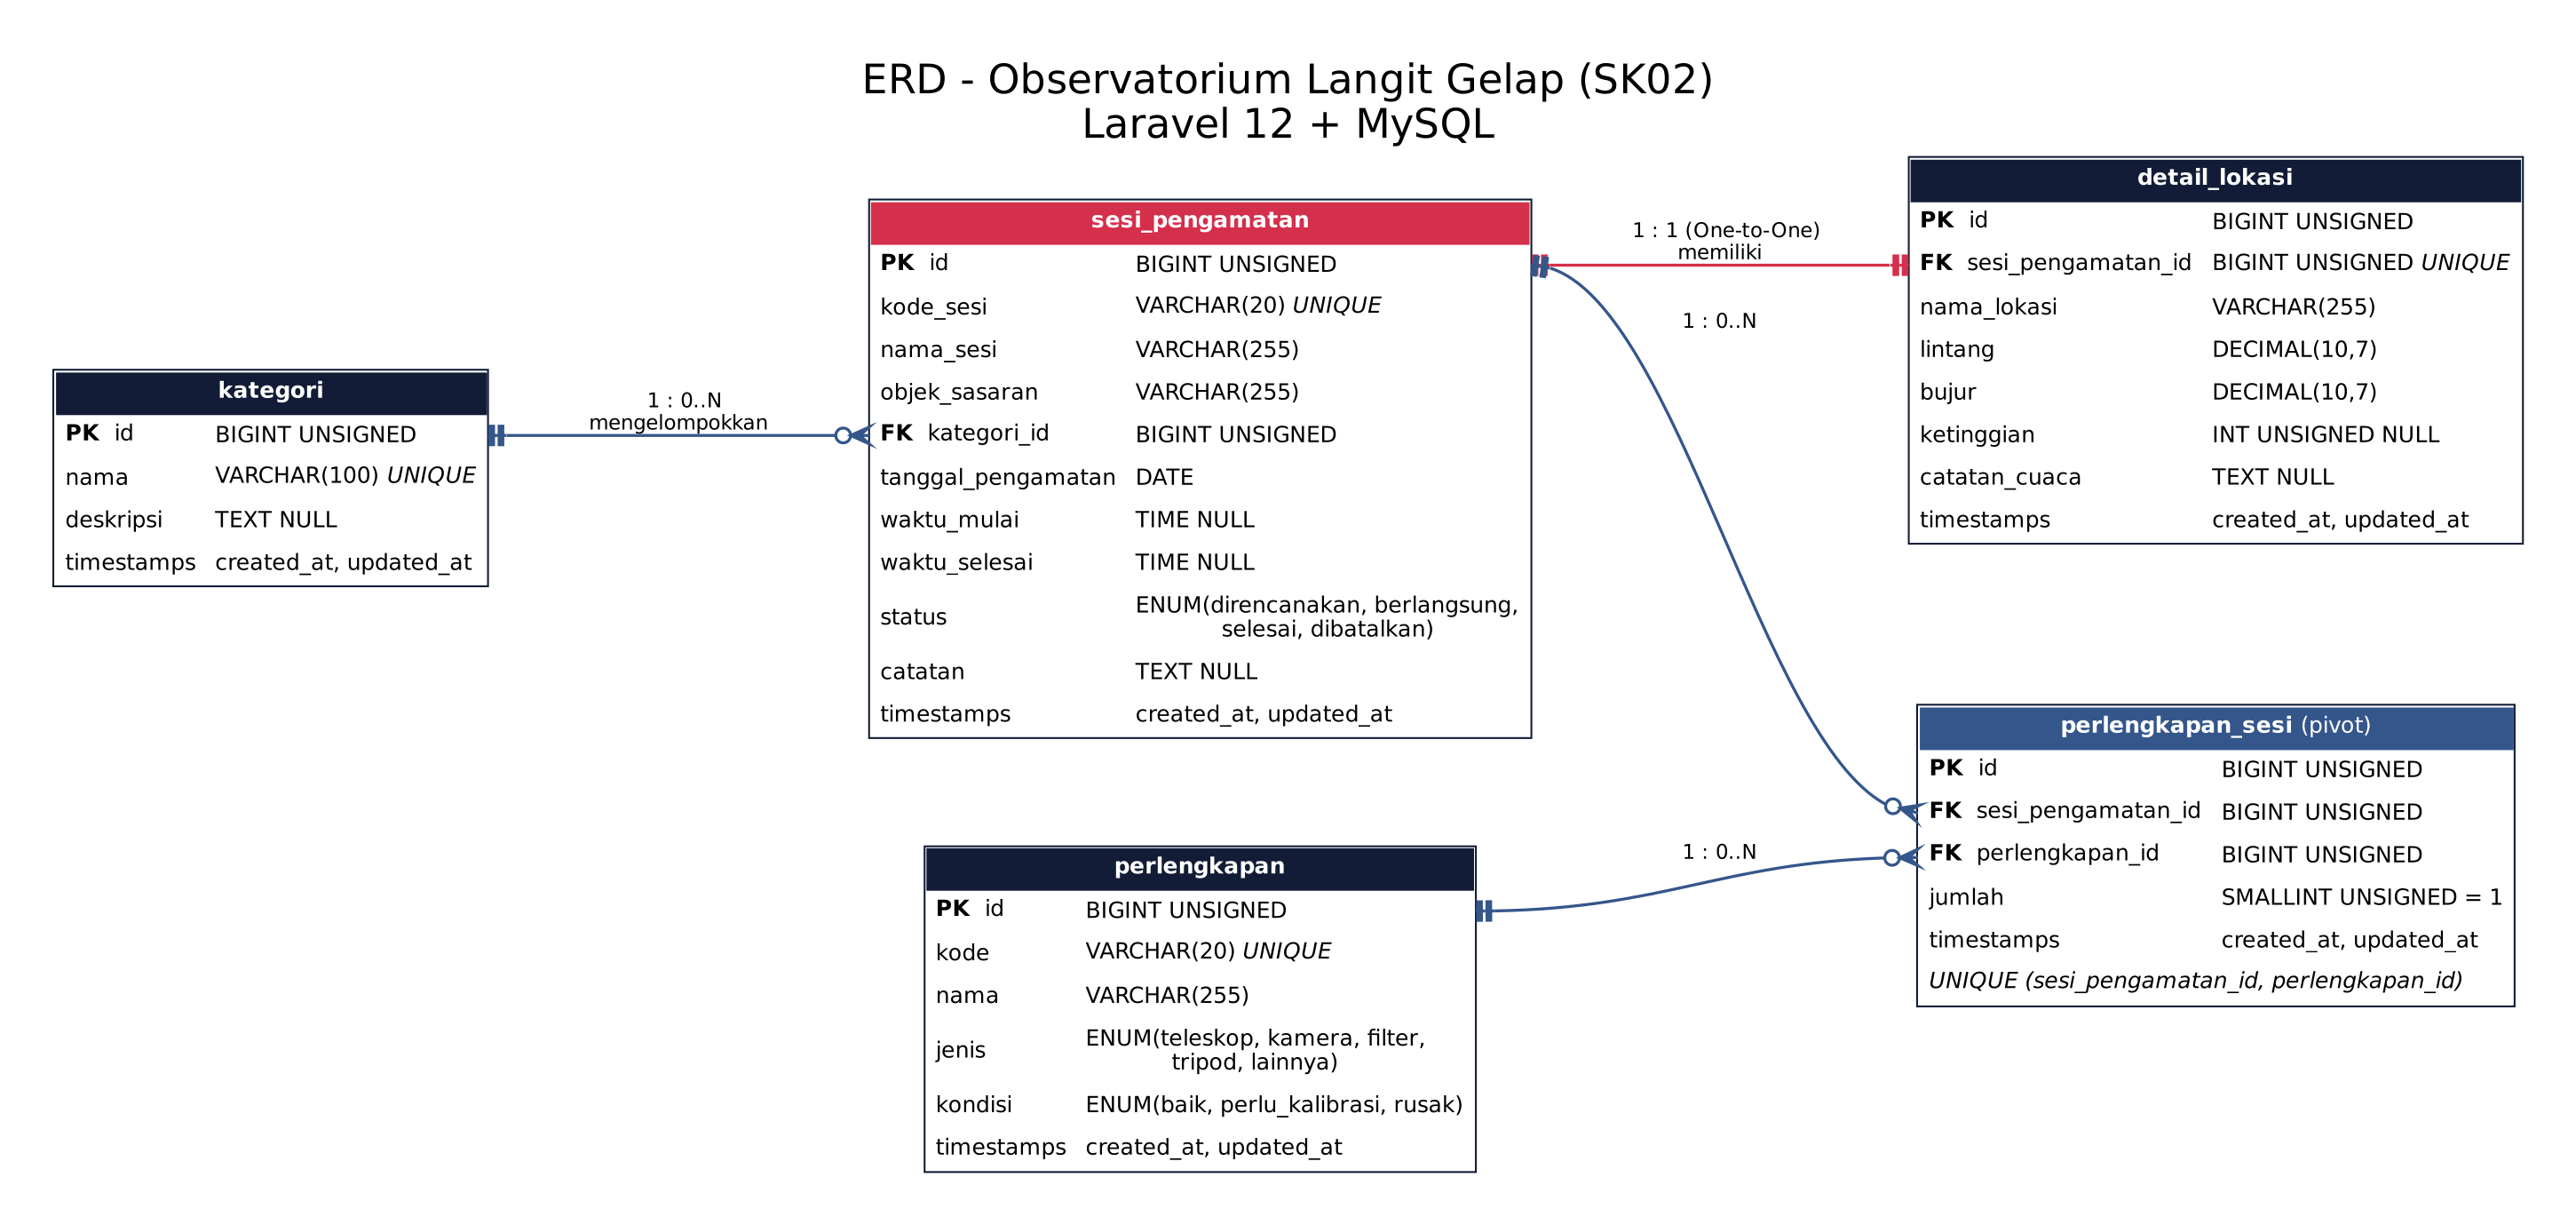 ERD - Observatorium Langit Gelap (SK02)
Laravel 12 + MySQL
kategori
PK id BIGINT UNSIGNED
nama VARCHAR(100) UNIQUE
deskripsi TEXT NULL
timestamps created_at, updated_at
1 : 0..N
mengelompokkan
sesi_pengamatan
PK id BIGINT UNSIGNED
kode_sesi VARCHAR(20) UNIQUE
nama_sesi VARCHAR(255)
objek_sasaran VARCHAR(255)
FK kategori_id BIGINT UNSIGNED
tanggal_pengamatan DATE
waktu_mulai TIME NULL
waktu_selesai TIME NULL
status ENUM(direncanakan, berlangsung,
selesai, dibatalkan)
catatan TEXT NULL
timestamps created_at, updated_at
1 : 1 (One-to-One)
memiliki
1 : 0..N
detail_lokasi
PK id BIGINT UNSIGNED
FK sesi_pengamatan_id BIGINT UNSIGNED UNIQUE
nama_lokasi VARCHAR(255)
lintang DECIMAL(10,7)
bujur DECIMAL(10,7)
ketinggian INT UNSIGNED NULL
catatan_cuaca TEXT NULL
timestamps created_at, updated_at
perlengkapan
PK id BIGINT UNSIGNED
kode VARCHAR(20) UNIQUE
nama VARCHAR(255)
jenis ENUM(teleskop, kamera, filter,
tripod, lainnya)
kondisi ENUM(baik, perlu_kalibrasi, rusak)
timestamps created_at, updated_at
1 : 0..N
perlengkapan_sesi (pivot)
PK id BIGINT UNSIGNED
FK sesi_pengamatan_id BIGINT UNSIGNED
FK perlengkapan_id BIGINT UNSIGNED
jumlah SMALLINT UNSIGNED = 1
timestamps created_at, updated_at
UNIQUE (sesi_pengamatan_id, perlengkapan_id)